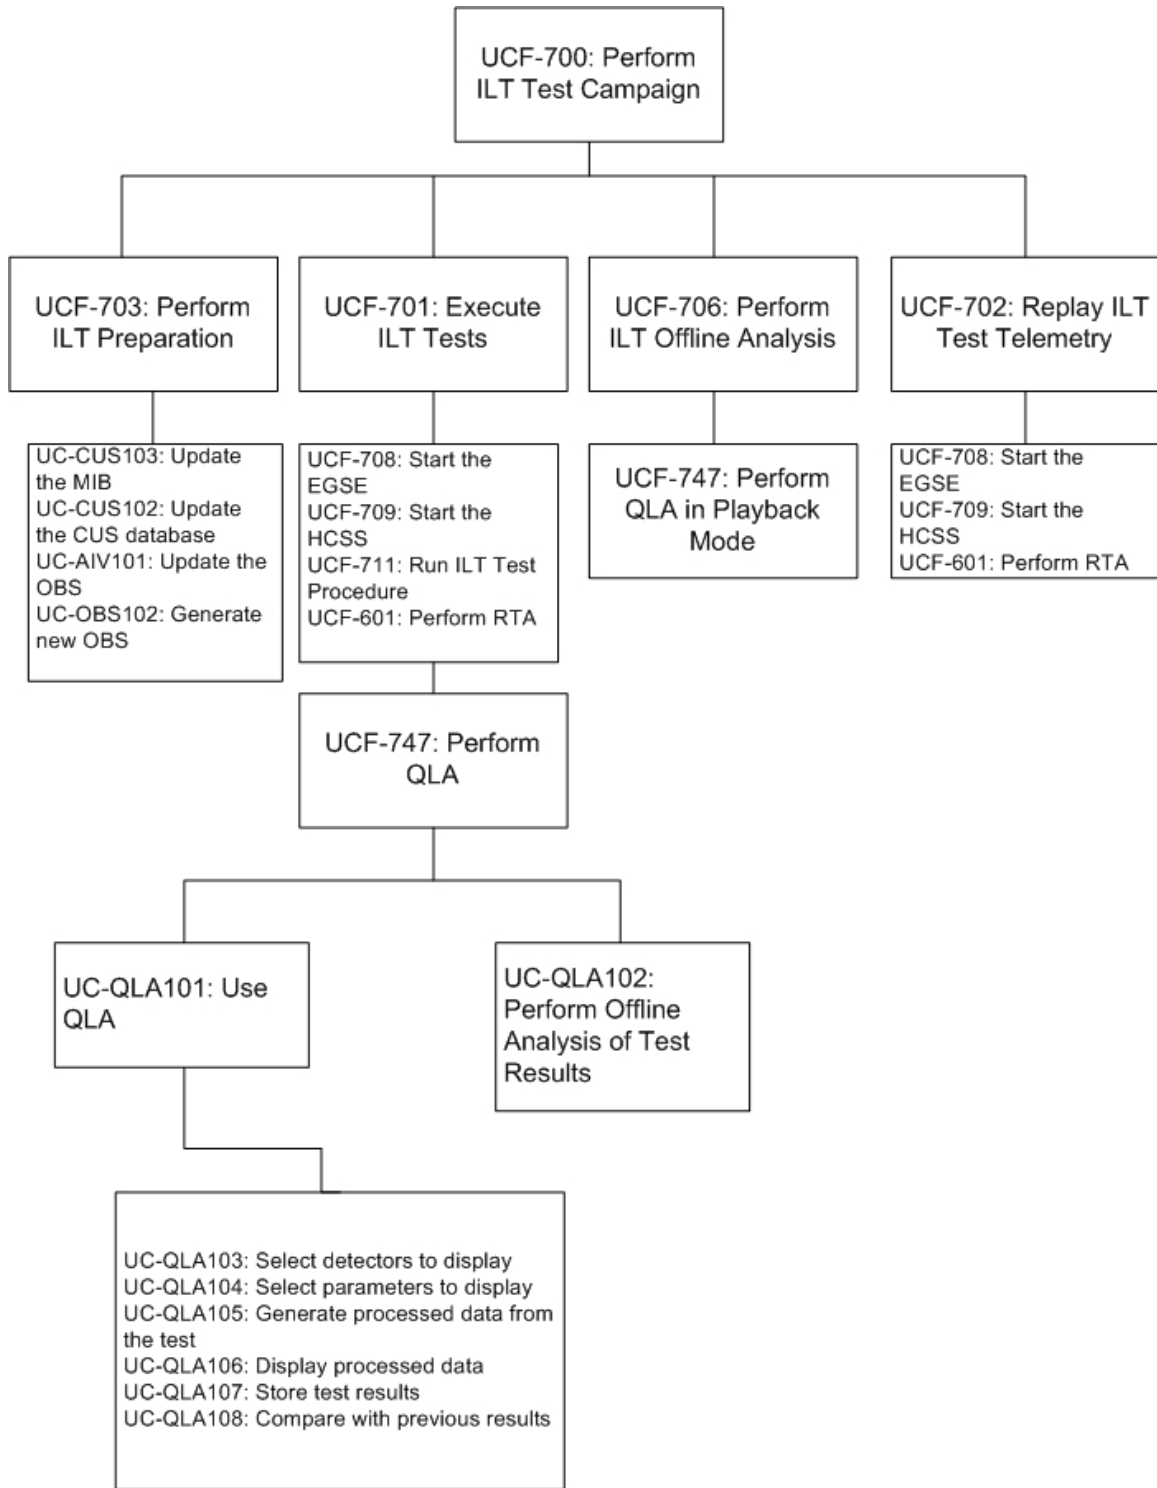 UCF-700: Perform
ILT Test Campaign
UCF-703: Perform
ILT Preparation
UCF-701: Execute
ILT Tests
UCF-706: Perform
ILT Offline Analysis
UCF-702: Replay ILT
Test Telemetry
UC-CUS103: Update
the MIB
UC-CUS102: Update
the CUS database
UC-AIV101: Update the
OBS
UC-OBS102: Generate
new OBS
UCF-708: Start the
EGSE
UCF-709: Start the
HCSS
UCF-711: Run ILT Test
Procedure
UCF-601: Perform RTA
UCF-747: Perform
QLA in Playback
Mode
UCF-708: Start the
EGSE
UCF-709: Start the
HCSS
UCF-601: Perform RTA
UCF-747: Perform
QLA
UC-QLA101: Use
QLA
UC-QLA102:
Perform Offline
Analysis of Test
Results
UC-QLA103: Select detectors to display
UC-QLA104: Select parameters to display
UC-QLA105: Generate processed data from
the test
UC-QLA106: Display processed data
UC-QLA107: Store test results
UC-QLA108: Compare with previous results